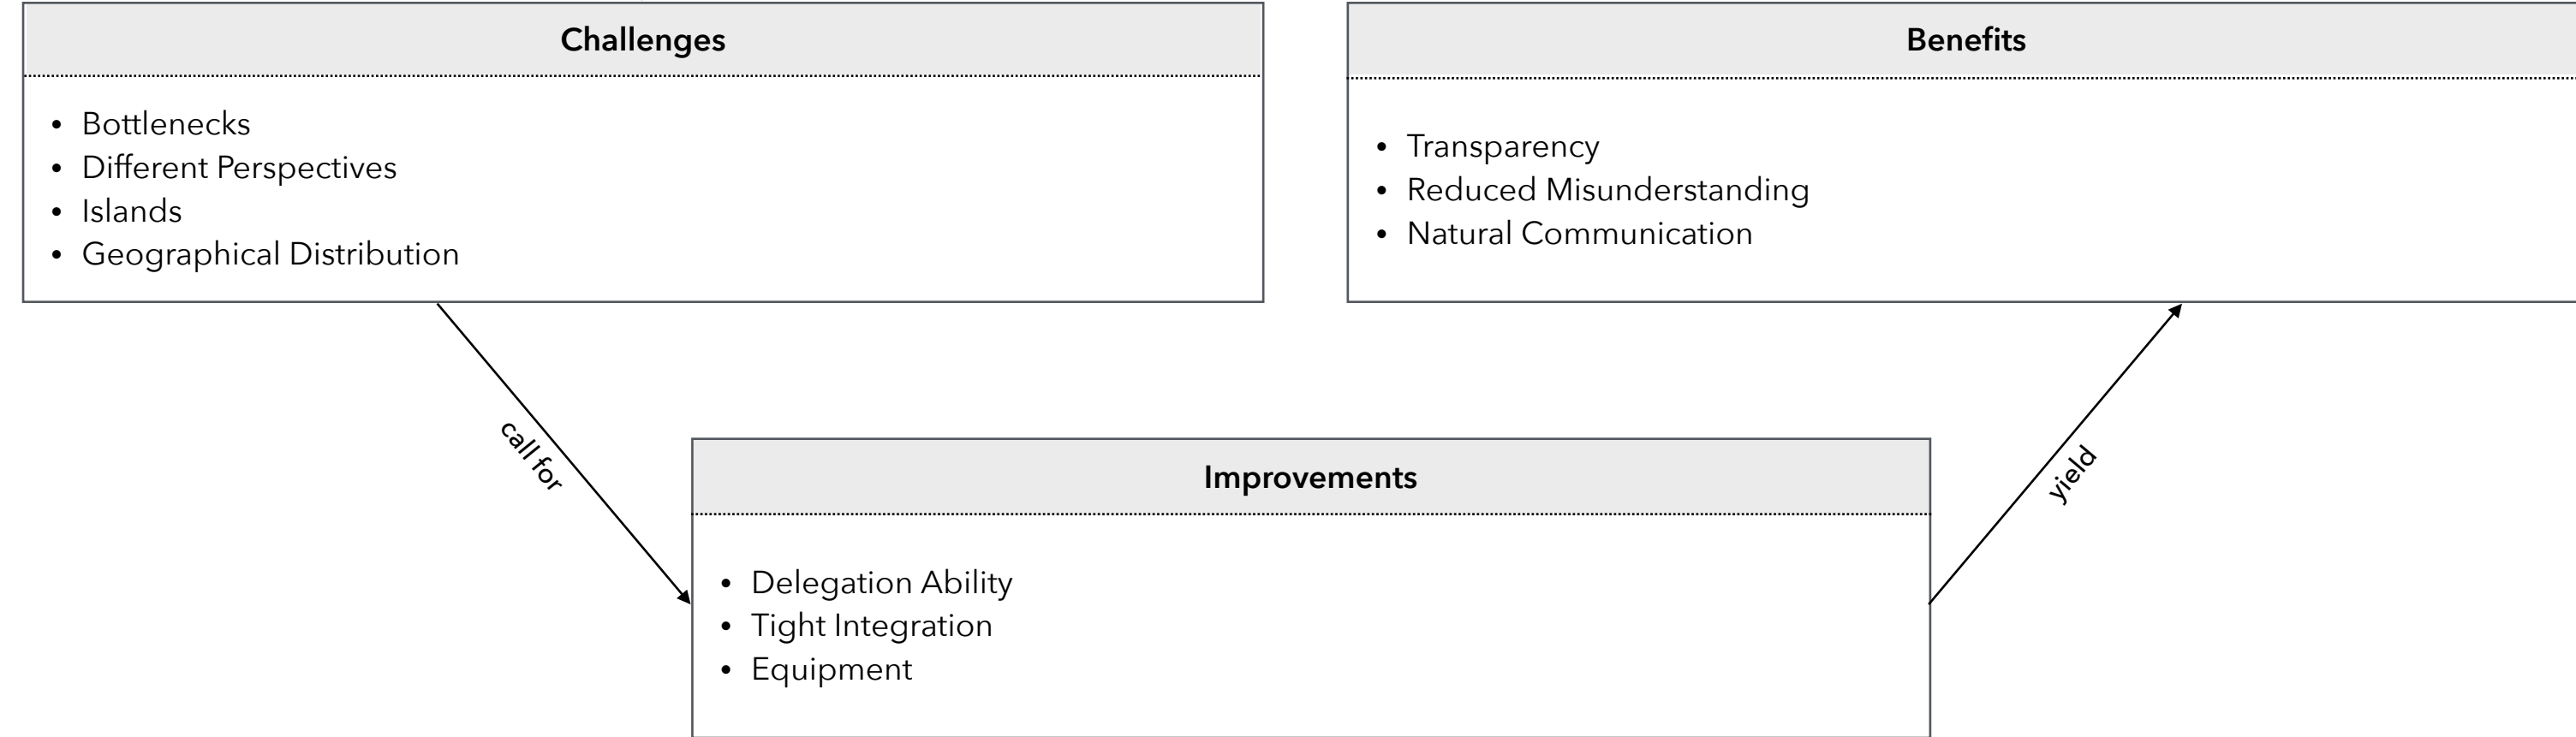 Challenges
• Bottlenecks
• Different Perspectives
• Islands
• Geographical Distribution
Benefits
• Transparency
• Reduced Misunderstanding
• Natural Communication
call for
yield
Improvements
• Delegation Ability
• Tight Integration
• Equipment